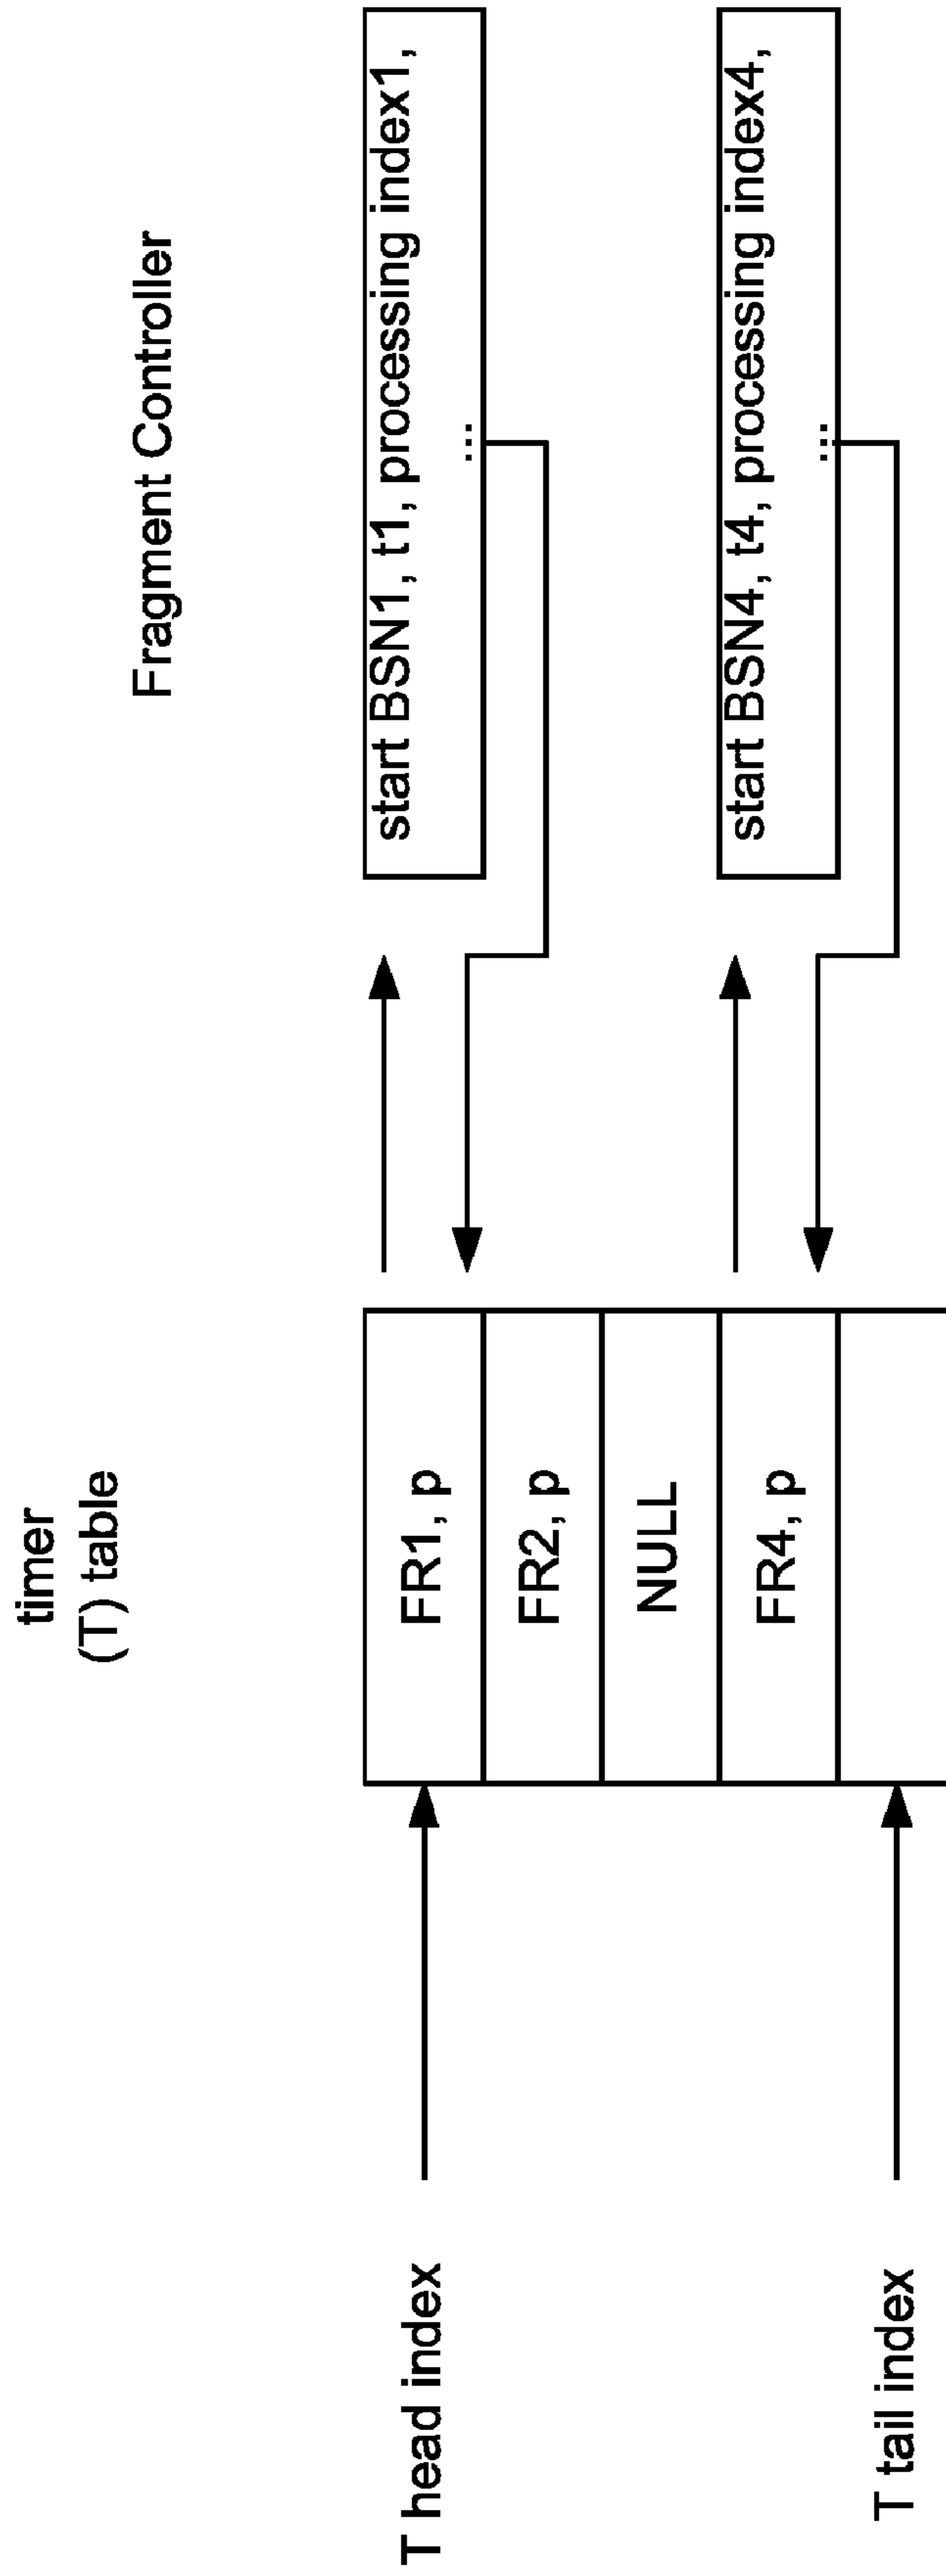 timer
(T) table
Fragment Controller
T head index
FR1, p
start BSN1, t1, processing index1,
...
FR2, p
NULL
FR4, p
start BSN4, t4, processing index4,
...
T tail index